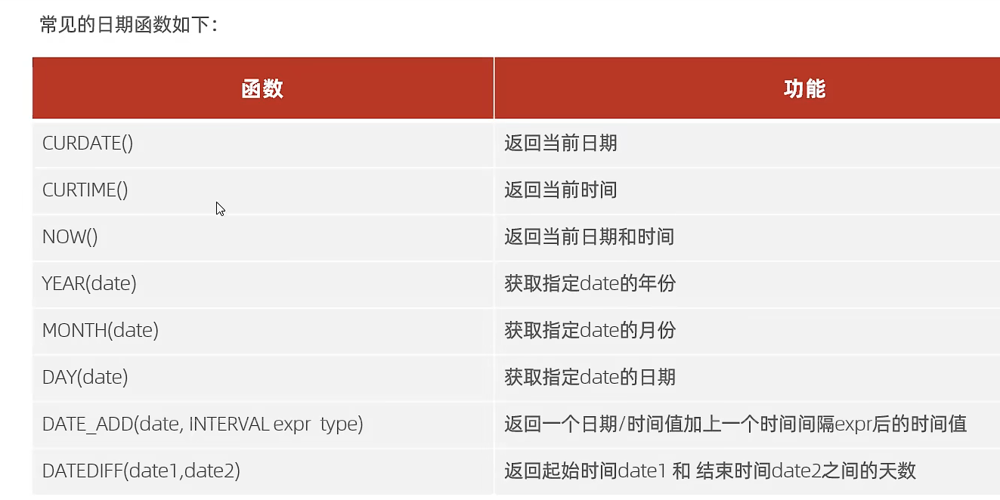 常见的日期函数如下：
函数 功能
CURDATE() 返回当前日期
CURTIME() 返回当前时间
NOW() 返回当前日期和时间
YEAR(date) 获取指定date的年份
MONTH(date) 获取指定date的月份
DAY(date) 获取指定date的日期
DATE_ADD(date, INTERVAL expr type) 返回一个日期/时间值加上一个时间间隔expr后的时间值
DATEDIFF(date1,date2) 返回起始时间date1 和 结束时间date2之间的天数